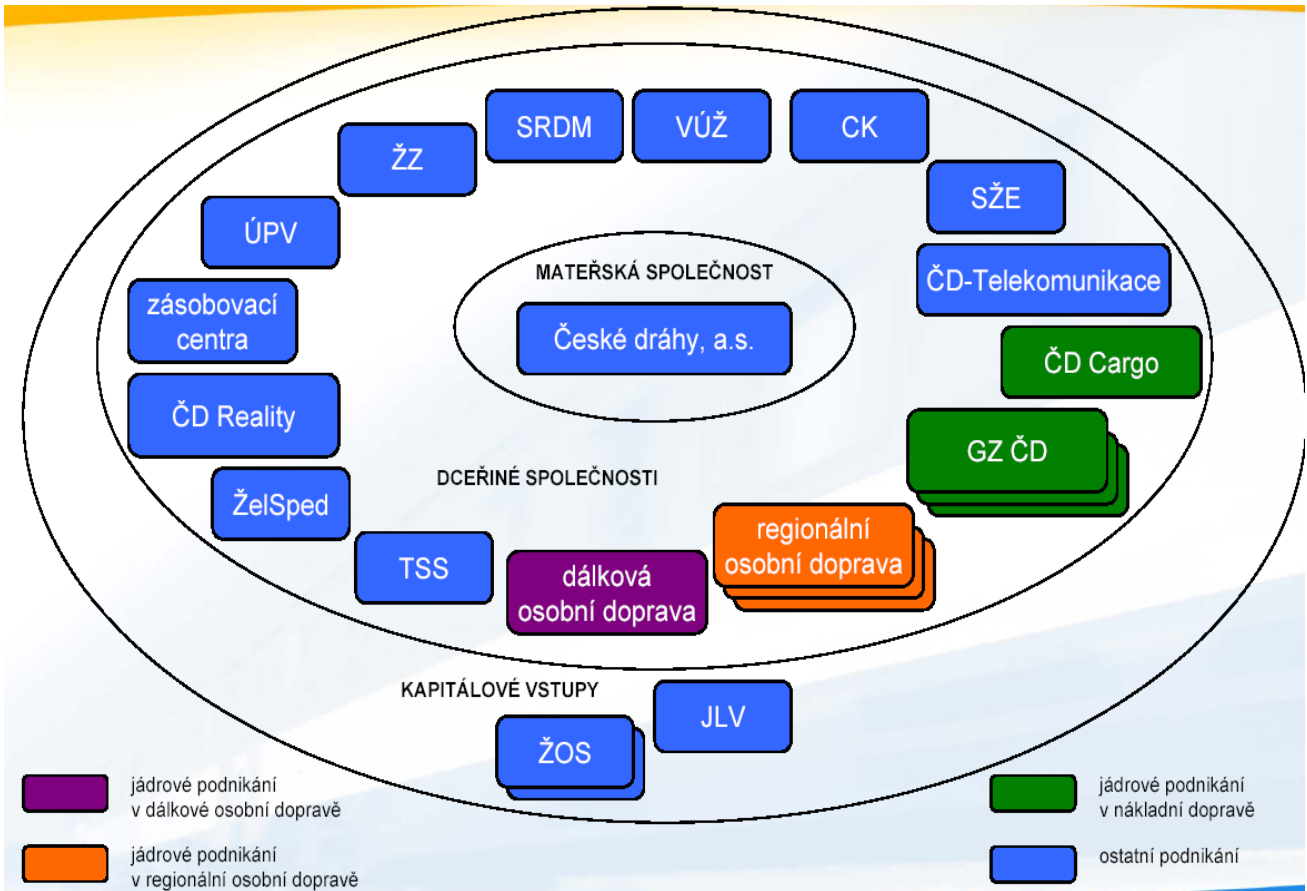 SRDM
VÚŽ
CK
ŽZ
SŽE
ÚPV
ČD-Telekomunikace
MATEŘSKÁ SPOLEČNOST
České dráhy, a.s.
zásobovací
centra
ČD Cargo
ČD Reality
GZ ČD
DCEŘINÉ SPOLEČNOSTI
ŽelSped
regionální
osobní doprava
TSS
dálková
osobní doprava
KAPITÁLOVÉ VSTUPY
JLV
ŽOS
jádrové podnikání
v dálkové osobní dopravě
jádrové podnikání
v regionální osobní dopravě
jádrové podnikání
v nákladní dopravě
ostatní podnikání